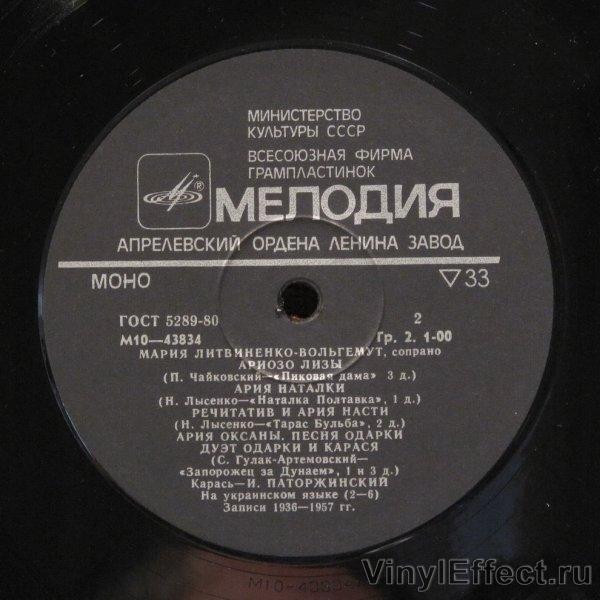 МИНИСТЕРСТВО
КУЛЬТУРЫ СССР
ВСЕСОЮЗНАЯ ФИРМА
ГРАМПЛАСТИНОК
®
МЕЛОДИЯ
АПРЕЛЕВСКИЙ ОРДЕНА ЛЕНИНА ЗАВОД
МОНО ▽33
ГОСТ 5289-80 2
М10—43834 Гр. 2. 1-00
МАРИЯ ЛИТВИНЕНКО-ВОЛЬГЕМУТ, сопрано
АРИОЗО ЛИЗЫ
(П. Чайковский—«Пиковая дама» 3 д.)
АРИЯ НАТАЛКИ
(Н. Лысенко—«Наталка Полтавка», 1 д.)
РЕЧИТАТИВ И АРИЯ НАСТИ
(Н. Лысенко—«Тарас Бульба», 2 д.)
АРИЯ ОКСАНЫ, ПЕСНЯ ОДАРКИ
ДУЭТ ОДАРКИ И КАРАСЯ
(С. Гулак-Артемовский—
«Запорожец за Дунаем», 1 и 3 д.)
Карась—И. ПАТОРЖИНСКИЙ
На украинском языке (2—6)
Записи 1936—1957 гг.
VinylEffect.ru